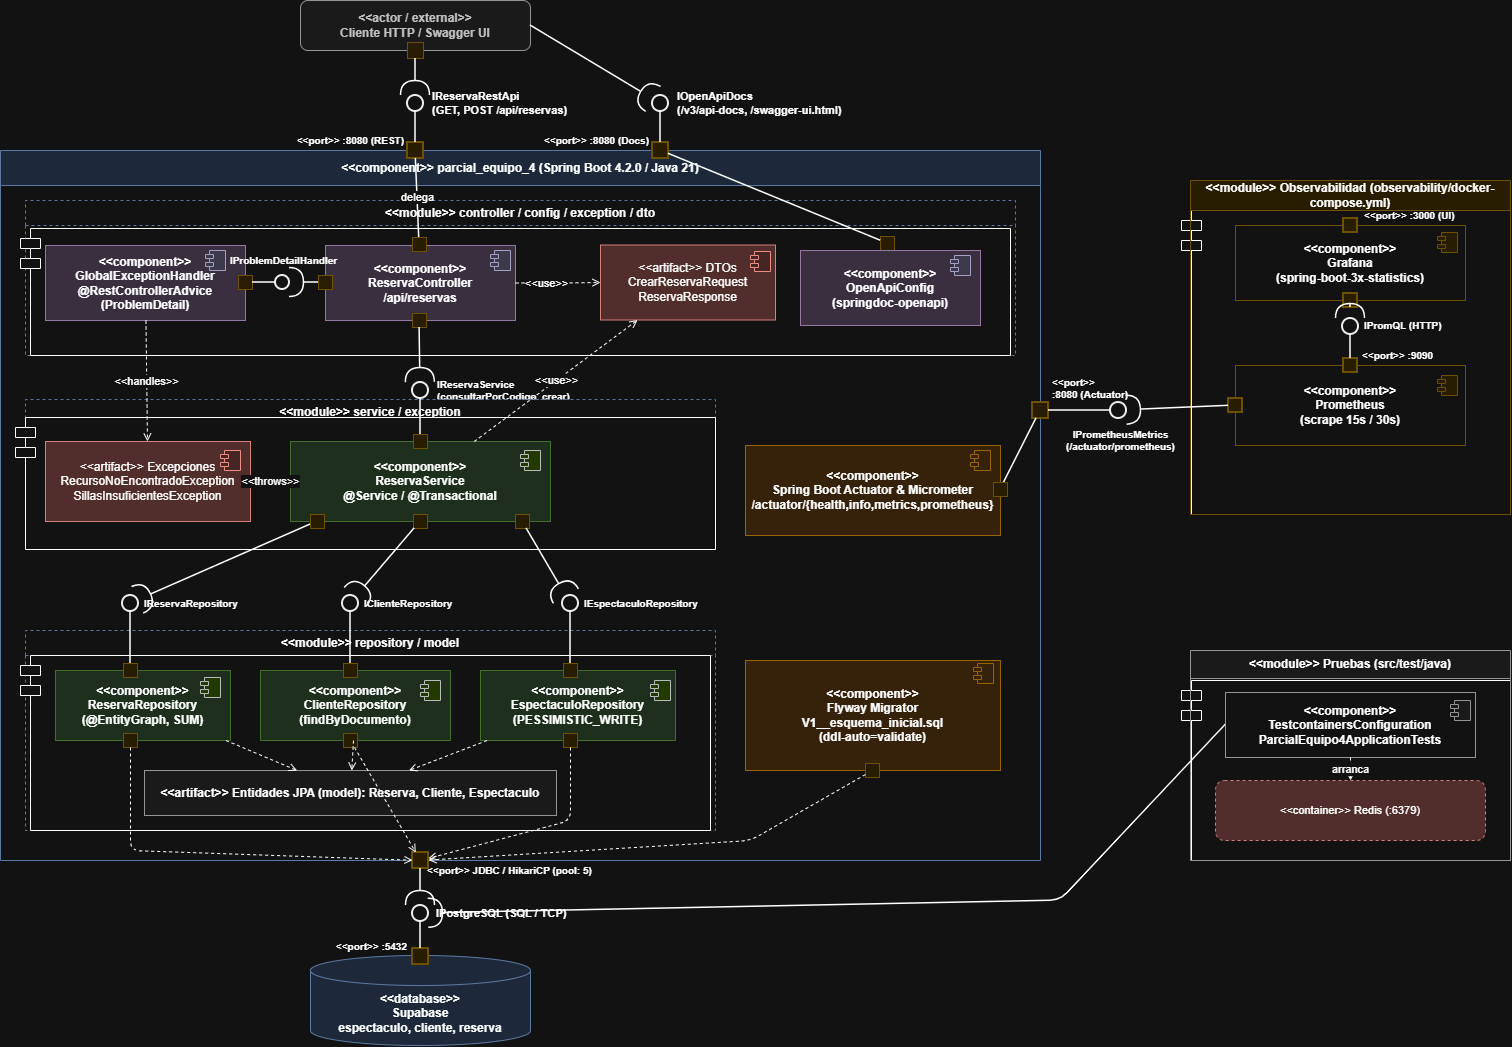 <<actor / external>>
Cliente HTTP / Swagger UI
IReservaRestApi
(GET, POST /api/reservas)
IOpenApiDocs
(/v3/api-docs, /swagger-ui.html)
<<port>> :8080 (REST)
<<port>> :8080 (Docs)
<<component>> parcial_equipo_4 (Spring Boot 4.2.0 / Java 21)
delega
<<module>> controller / config / exception / dto
<<component>>
GlobalExceptionHandler
@RestControllerAdvice
(ProblemDetail)
IProblemDetailHandler
<<component>>
ReservaController
/api/reservas
<<use>>
<<artifact>> DTOs
CrearReservaRequest
ReservaResponse
<<component>>
OpenApiConfig
(springdoc-openapi)
<<handles>>
IReservaService
(consultarPorCodigo, crear)
<<use>>
<<module>> service / exception
<<artifact>> Excepciones
RecursoNoEncontradoException
SillasInsuficientesException
<<throws>>
<<component>>
ReservaService
@Service / @Transactional
<<component>>
Spring Boot Actuator & Micrometer
/actuator/{health,info,metrics,prometheus}
<<port>>
:8080 (Actuator)
IPrometheusMetrics
(/actuator/prometheus)
<<module>> Observabilidad (observability/docker-
compose.yml)
<<port>> :3000 (UI)
<<component>>
Grafana
(spring-boot-3x-statistics)
IPromQL (HTTP)
<<port>> :9090
<<component>>
Prometheus
(scrape 15s / 30s)
IReservaRepository
IClienteRepository
IEspectaculoRepository
<<module>> repository / model
<<component>>
ReservaRepository
(@EntityGraph, SUM)
<<component>>
ClienteRepository
(findByDocumento)
<<component>>
EspectaculoRepository
(PESSIMISTIC_WRITE)
<<artifact>> Entidades JPA (model): Reserva, Cliente, Espectaculo
<<component>>
Flyway Migrator
V1__esquema_inicial.sql
(ddl-auto=validate)
<<module>> Pruebas (src/test/java)
<<component>>
TestcontainersConfiguration
ParcialEquipo4ApplicationTests
arranca
<<container>> Redis (:6379)
<<port>> JDBC / HikariCP (pool: 5)
IPostgreSQL (SQL / TCP)
<<port>> :5432
<<database>>
Supabase
espectaculo, cliente, reserva